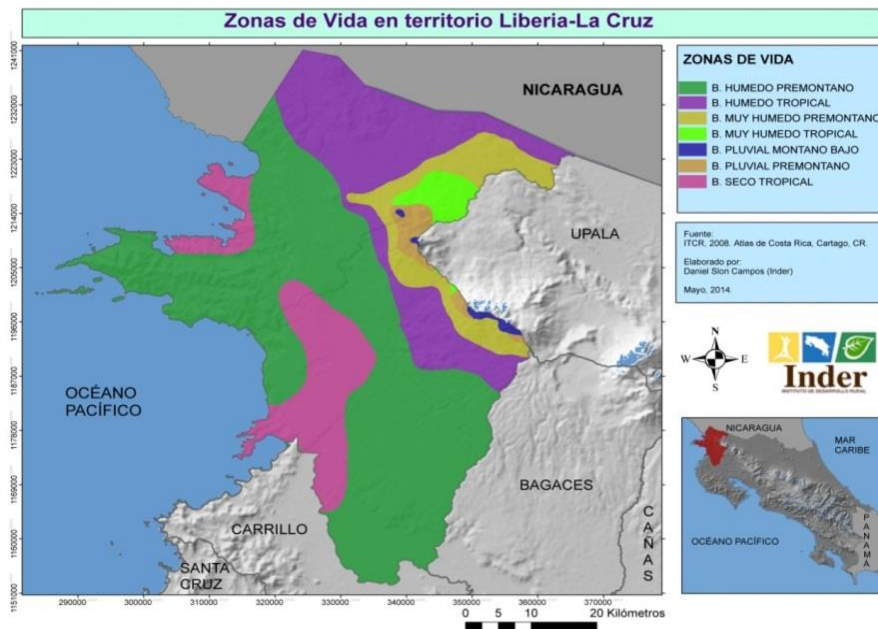 Zonas de Vida en territorio Liberia-La Cruz
NICARAGUA
UPALA
OCÉANO
PACÍFICO
BAGACES
CARRILLO
SANTA
CRUZ
CAÑAS
1241000
1232000
1223000
1214000
1205000
1196000
1187000
1178000
1169000
1160000
1151000
290000 300000 310000 320000 330000 340000 350000 360000 370000
0 5 10 20 Kilómetros
ZONAS DE VIDA
B. HUMEDO PREMONTANO
B. HUMEDO TROPICAL
B. MUY HUMEDO PREMONTANO
B. MUY HUMEDO TROPICAL
B. PLUVIAL MONTANO BAJO
B. PLUVIAL PREMONTANO
B. SECO TROPICAL
Fuente:
ITCR, 2008. Atlas de Costa Rica, Cartago, CR.
Elaborado por:
Daniel Slon Campos (Inder)
Mayo, 2014.
N
W E
S
Inder
INSTITUTO DE DESARROLLO RURAL
NICARAGUA
MAR
CARIBE
OCÉANO PACÍFICO
PANAMÁ